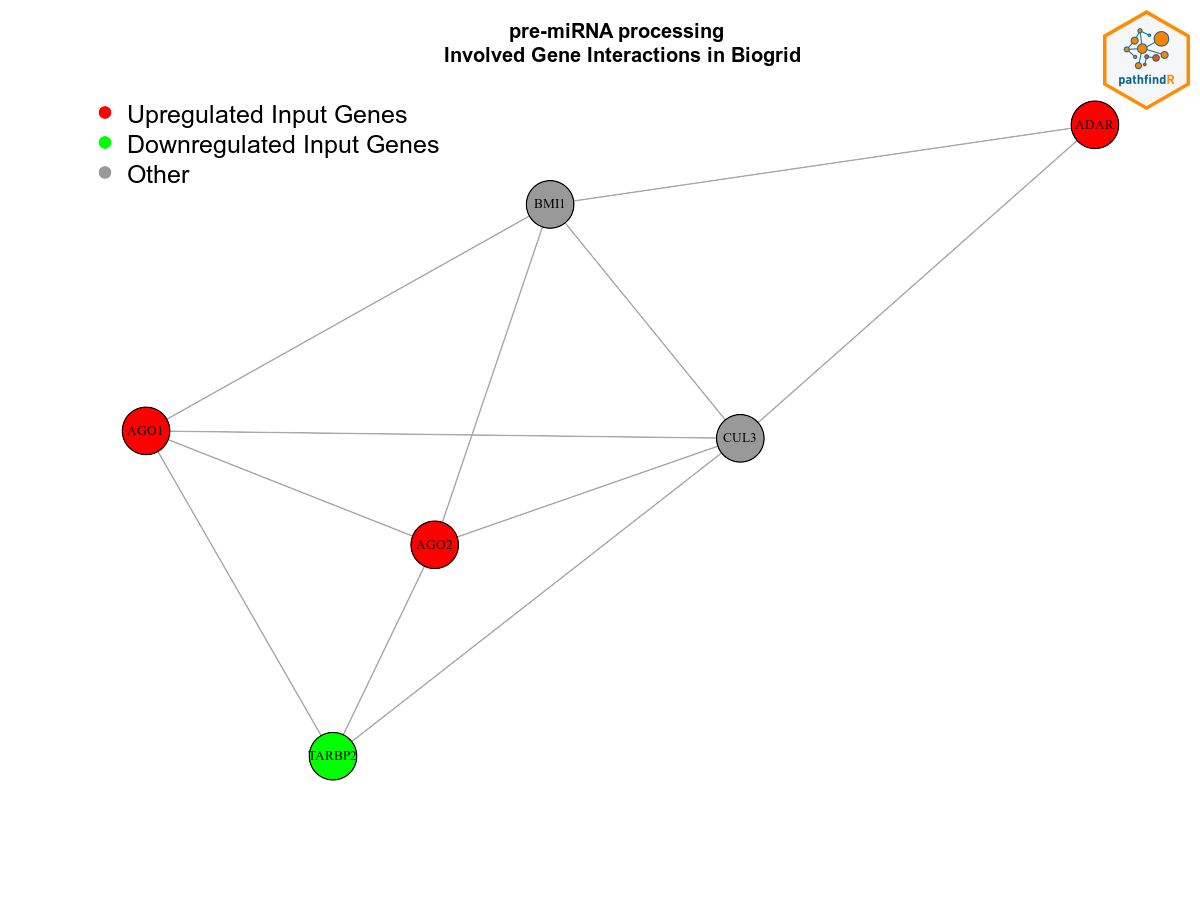 pre-miRNA processing
Involved Gene Interactions in Biogrid
pathfindR
Upregulated Input Genes
Downregulated Input Genes
Other
ADAR
BMI1
AGO1
CUL3
AGO2
TARBP2